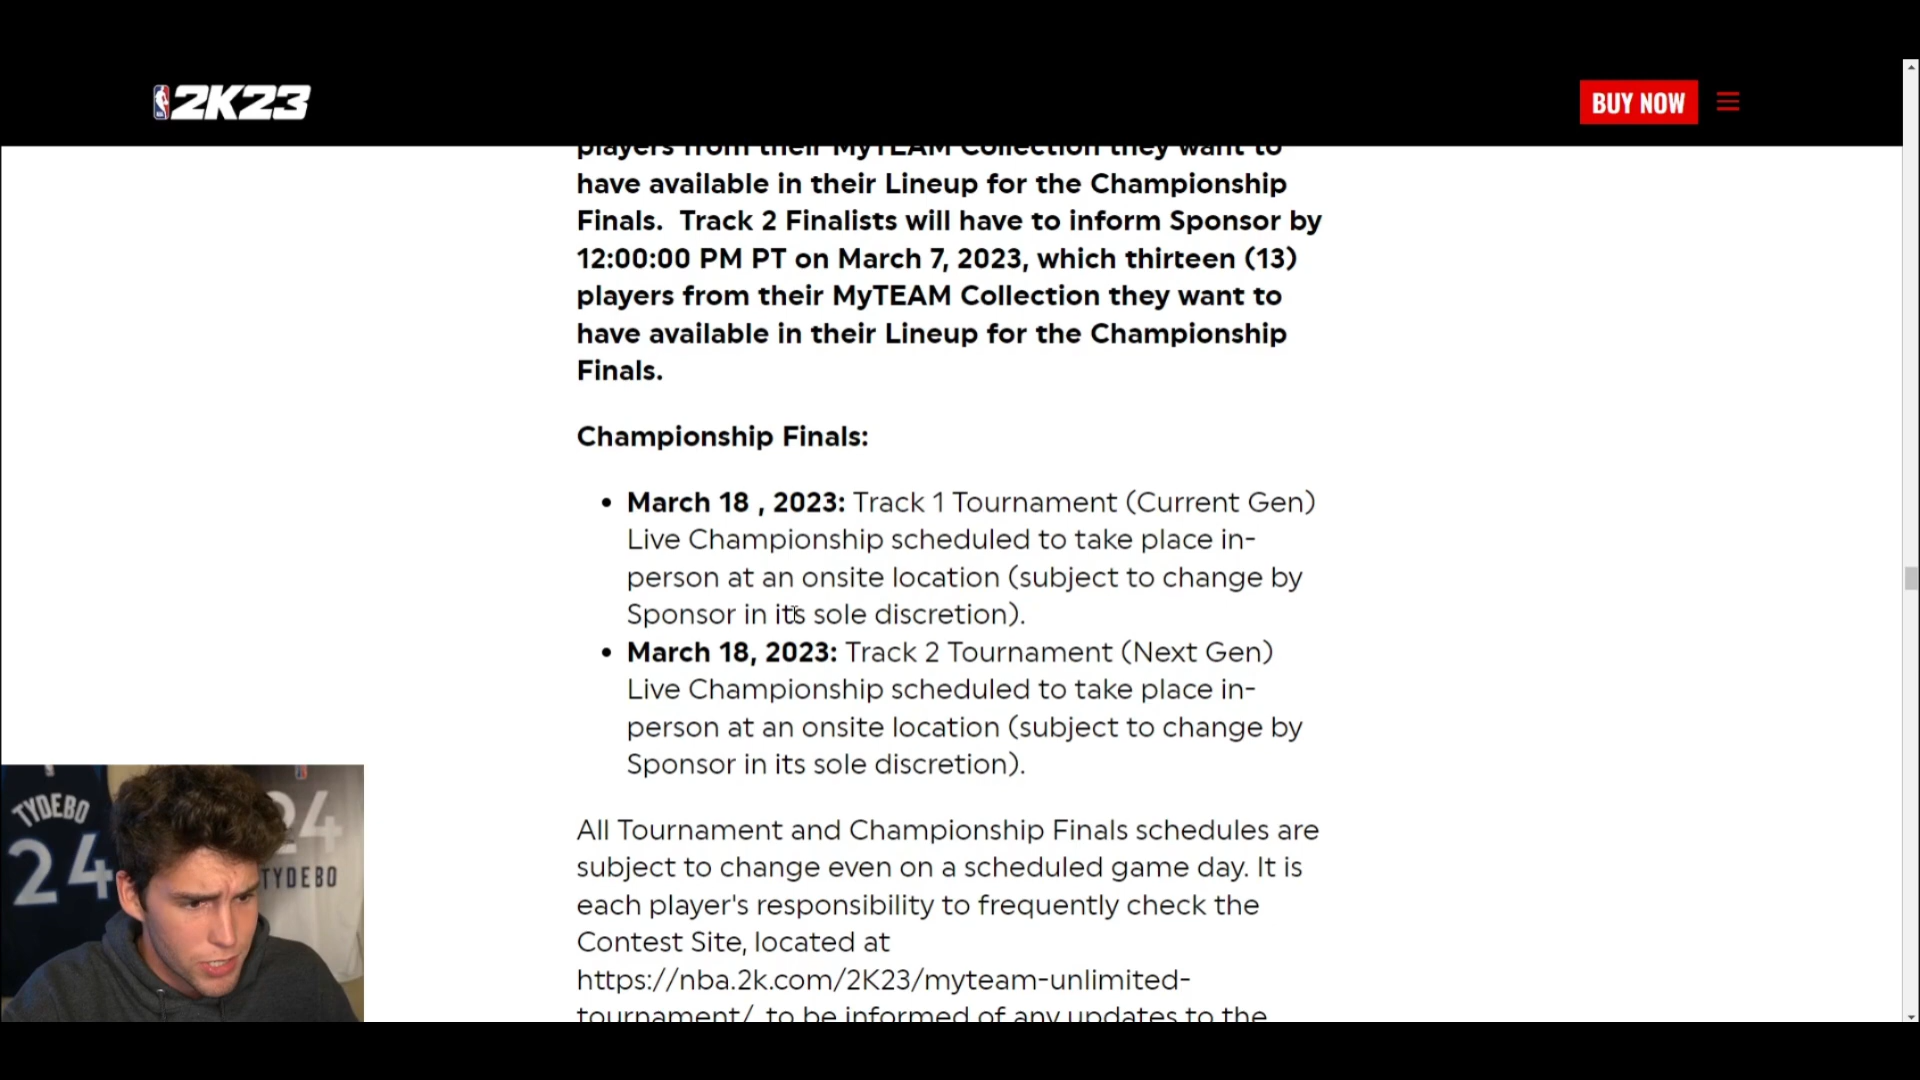 2K23
BUY NOW
players from their MyTEAM Collection they want to
have available in their Lineup for the Championship
Finals.  Track 2 Finalists will have to inform Sponsor by
12:00:00 PM PT on March 7, 2023, which thirteen (13)
players from their MyTEAM Collection they want to
have available in their Lineup for the Championship
Finals.
Championship Finals:
• March 18 , 2023: Track 1 Tournament (Current Gen)
Live Championship scheduled to take place in-
person at an onsite location (subject to change by
Sponsor in its sole discretion).
• March 18, 2023: Track 2 Tournament (Next Gen)
Live Championship scheduled to take place in-
person at an onsite location (subject to change by
Sponsor in its sole discretion).
All Tournament and Championship Finals schedules are
subject to change even on a scheduled game day. It is
each player's responsibility to frequently check the
Contest Site, located at
https://nba.2k.com/2K23/myteam-unlimited-
tournament/, to be informed of any updates to the
TYDEBO
24
24
TYDEBO